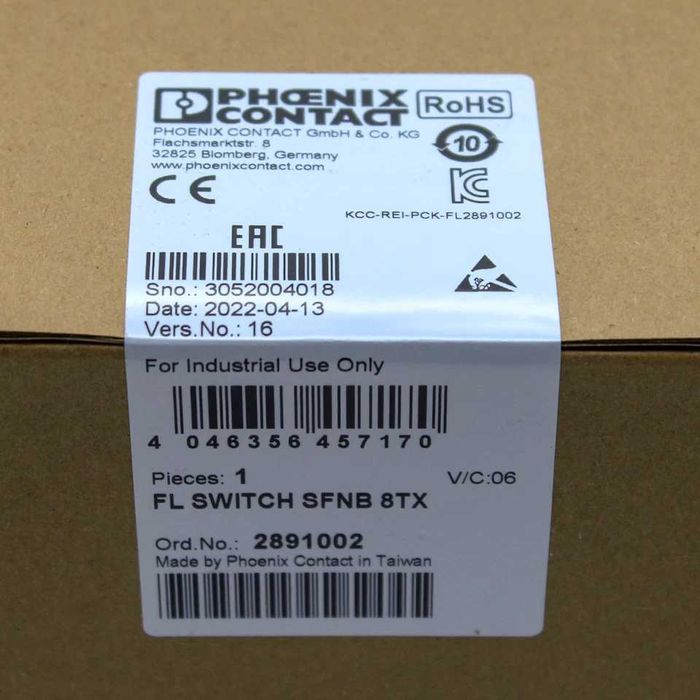 PHŒNIX
CONTACT
RoHS
PHOENIX CONTACT GmbH & Co. KG
Flachsmarktstr. 8
32825 Blomberg, Germany
www.phoenixcontact.com
10
CE
KC
KCC-REI-PCK-FL2891002
EAC
Sno.: 3052004018
Date: 2022-04-13
Vers.No.: 16
For Industrial Use Only
4 046356 457170
Pieces: 1 V/C:06
FL SWITCH SFNB 8TX
Ord.No.: 2891002
Made by Phoenix Contact in Taiwan